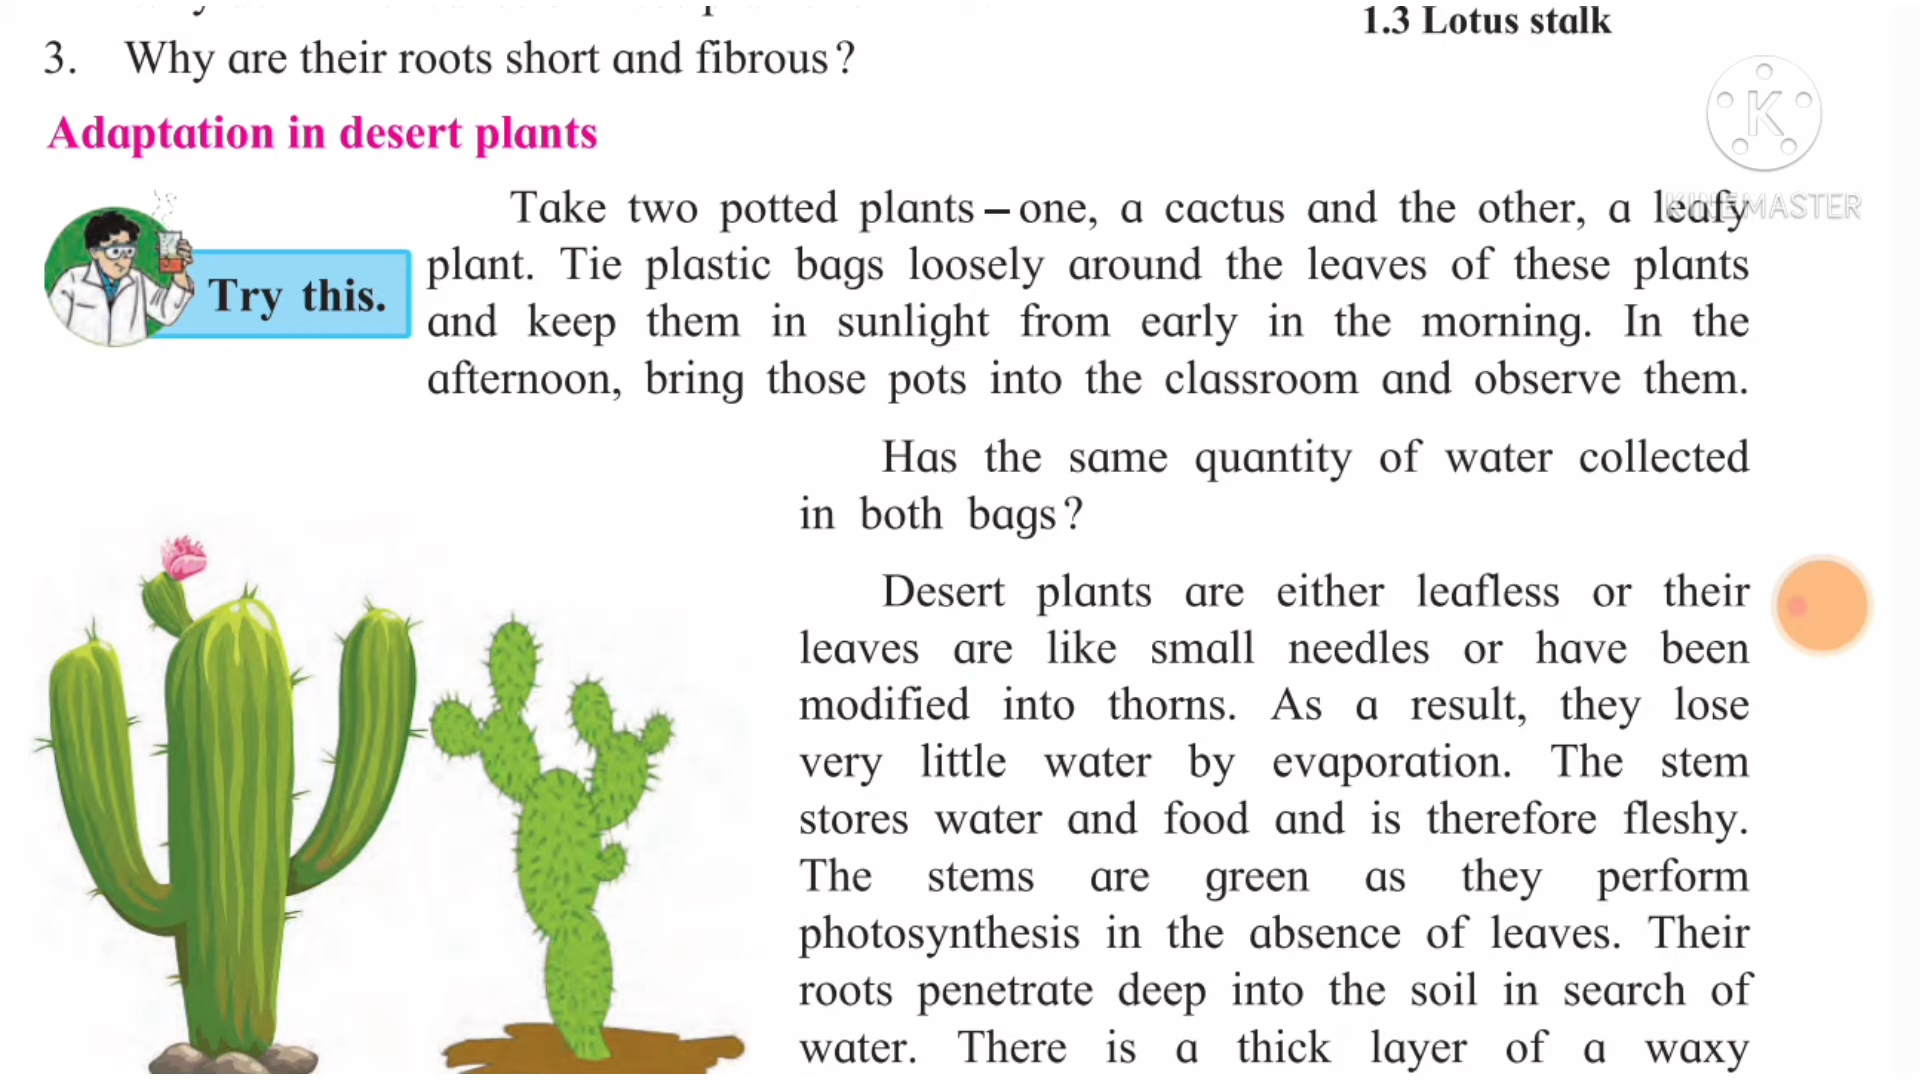 1.3 Lotus stalk
3. Why are their roots short and fibrous?
Adaptation in desert plants
K
KINEMASTER
Try this.
Take two potted plants – one, a cactus and the other, a leafy
plant. Tie plastic bags loosely around the leaves of these plants
and keep them in sunlight from early in the morning. In the
afternoon, bring those pots into the classroom and observe them.
Has the same quantity of water collected
in both bags?
Desert plants are either leafless or their
leaves are like small needles or have been
modified into thorns. As a result, they lose
very little water by evaporation. The stem
stores water and food and is therefore fleshy.
The stems are green as they perform
photosynthesis in the absence of leaves. Their
roots penetrate deep into the soil in search of
water. There is a thick layer of a waxy